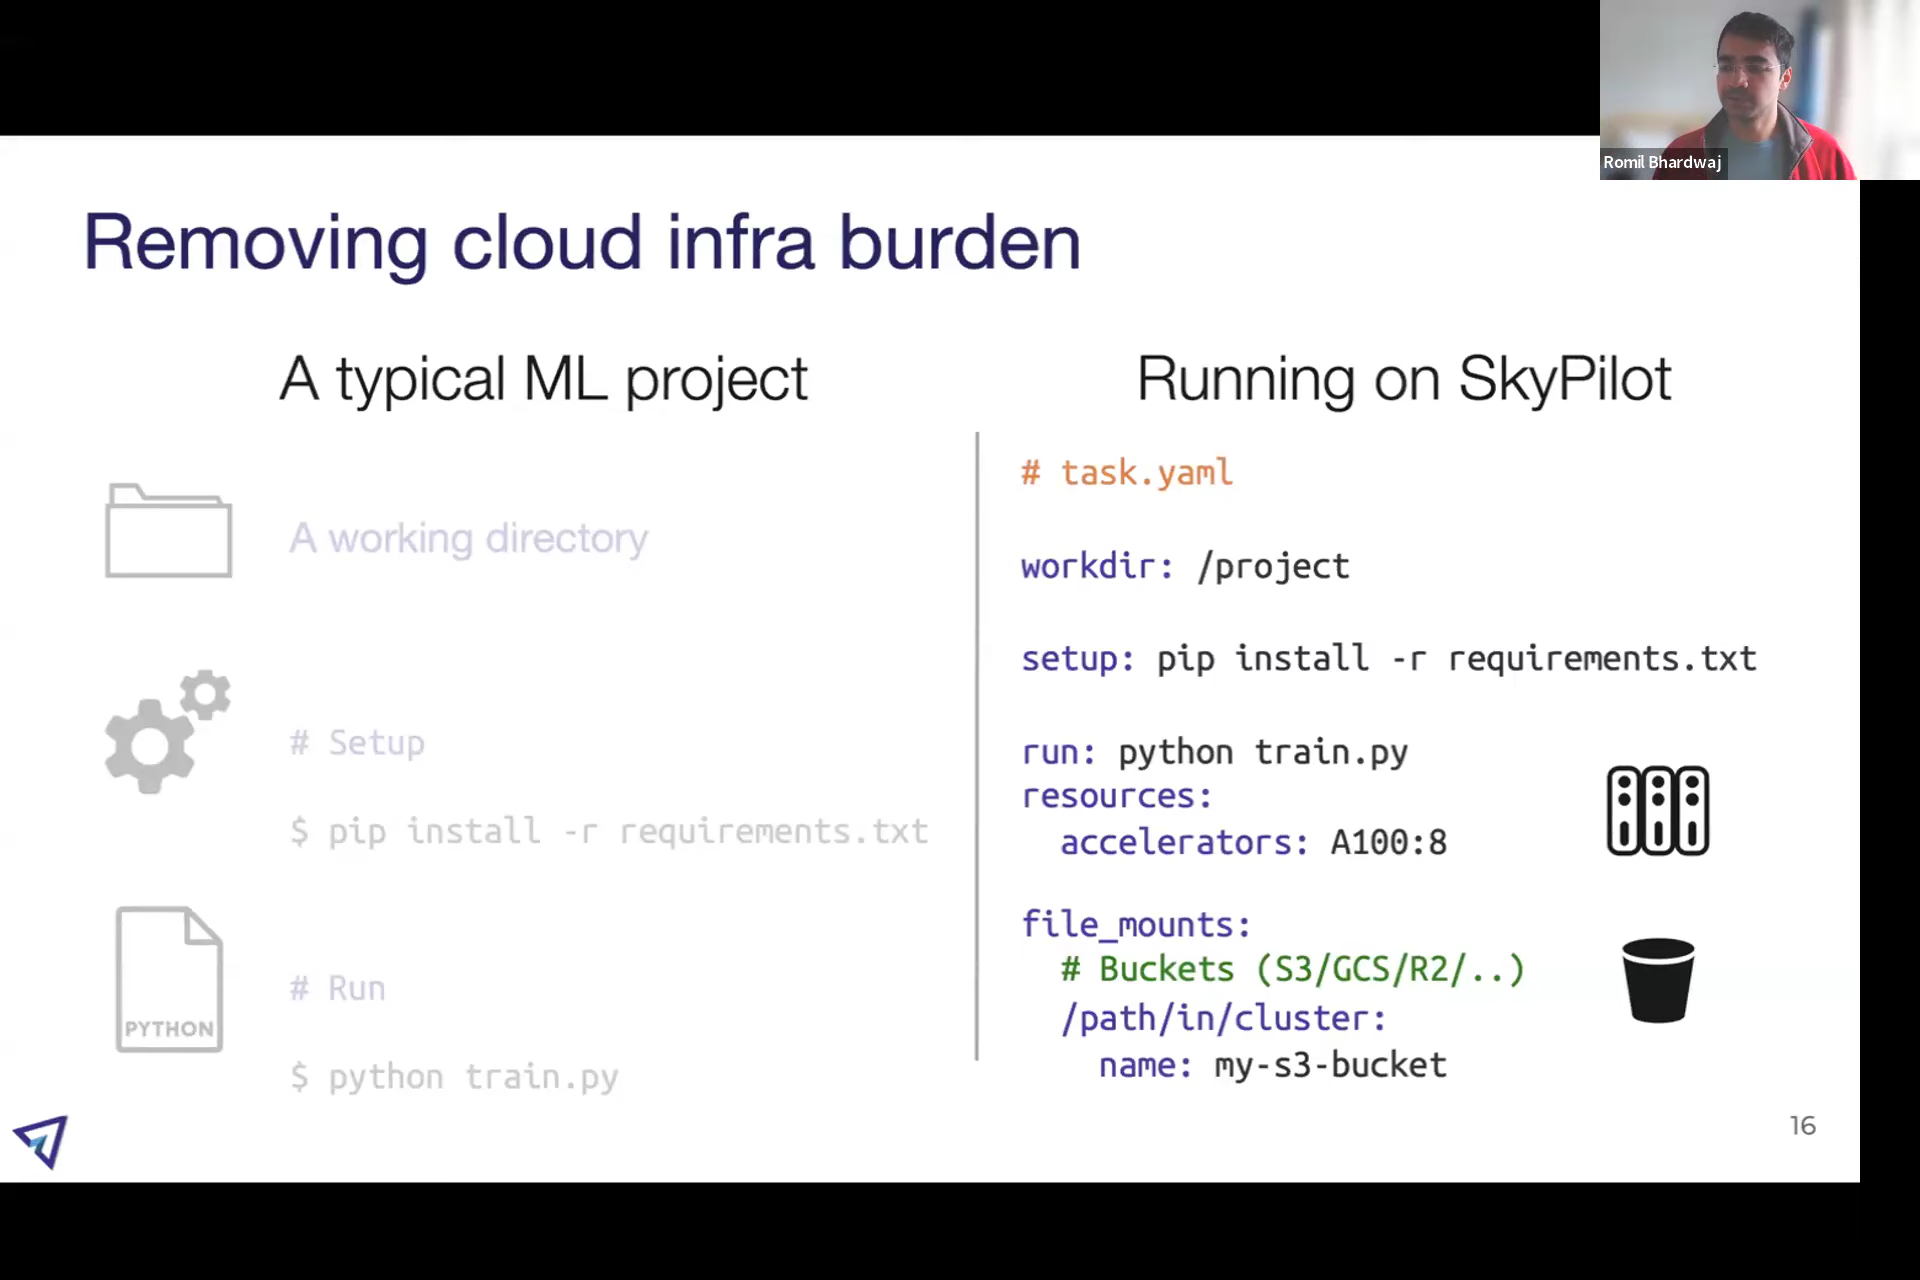 Romil Bhardwaj
Removing cloud infra burden
A typical ML project
A working directory
# Setup
$ pip install -r requirements.txt
PYTHON
# Run
$ python train.py
Running on SkyPilot
# task.yaml
workdir: /project
setup: pip install -r requirements.txt
run: python train.py
resources:
  accelerators: A100:8
file_mounts:
  # Buckets (S3/GCS/R2/..)
  /path/in/cluster:
    name: my-s3-bucket
16